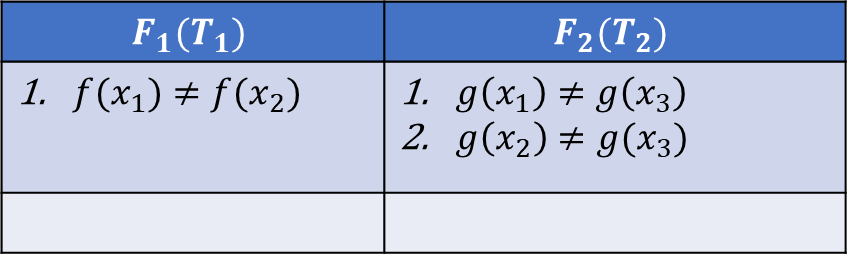 F₁(T₁) F₂(T₂)
1. f(x₁) ≠ f(x₂) 1. g(x₁) ≠ g(x₃)
2. g(x₂) ≠ g(x₃)